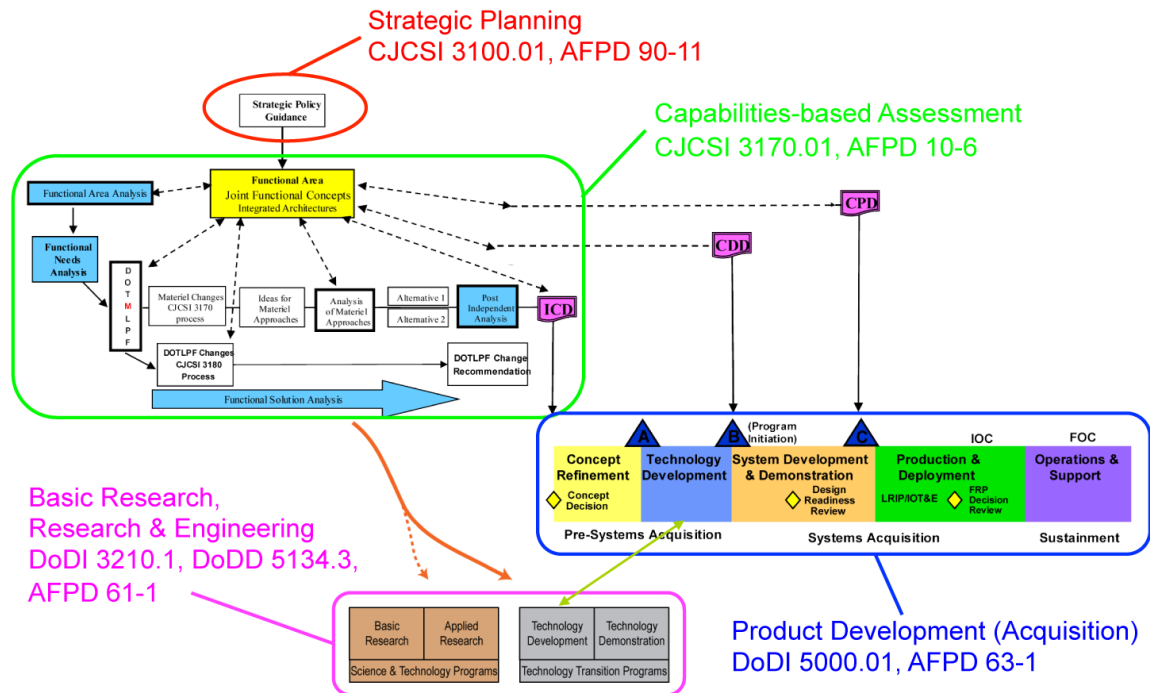 Strategic Planning
CJCSI 3100.01, AFPD 90-11
Strategic Policy
Guidance
Capabilities-based Assessment
CJCSI 3170.01, AFPD 10-6
Functional Area Analysis
Functional Area
Joint Functional Concepts
Integrated Architectures
CPD
CDD
Functional
Needs
Analysis
D
O
T
M
L
P
F
Materiel Changes
CJCSI 3170
process
Ideas for
Materiel
Approaches
Analysis
of Materiel
Approaches
Alternative 1
Alternative 2
Post
Independent
Analysis
ICD
DOTLPF Changes
CJCSI 3180
Process
DOTLPF Change
Recommendation
Functional Solution Analysis
A
B
(Program
Initiation)
C
IOC
FOC
Concept
Refinement
Technology
Development
System Development
& Demonstration
Production &
Deployment
Operations &
Support
Concept
Decision
Design
Readiness
Review
LRIP/IOT&E
FRP
Decision
Review
Pre-Systems Acquisition
Systems Acquisition
Sustainment
Basic Research,
Research & Engineering
DoDI 3210.1, DoDD 5134.3,
AFPD 61-1
Basic
Research
Applied
Research
Science & Technology Programs
Technology
Development
Technology
Demonstration
Technology Transition Programs
Product Development (Acquisition)
DoDI 5000.01, AFPD 63-1